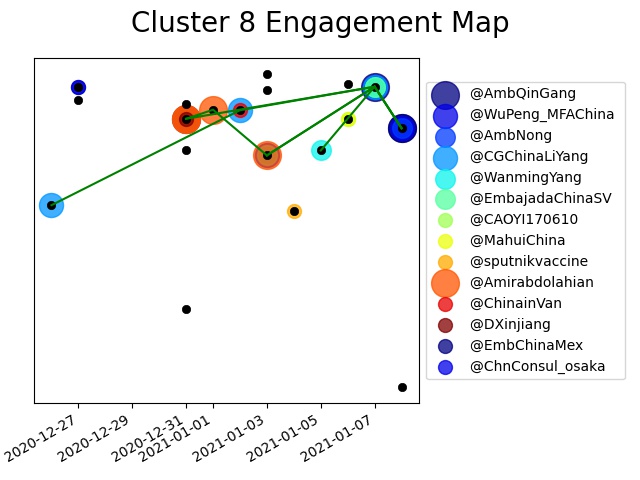 Cluster 8 Engagement Map
@AmbQinGang
@WuPeng_MFAChina
@AmbNong
@CGChinaLiYang
@WanmingYang
@EmbajadaChinaSV
@CAOYI170610
@MahuiChina
@sputnikvaccine
@Amirabdolahian
@ChinainVan
@DXinjiang
@EmbChinaMex
@ChnConsul_osaka
2020-12-27
2020-12-29
2020-12-31
2021-01-01
2021-01-03
2021-01-05
2021-01-07